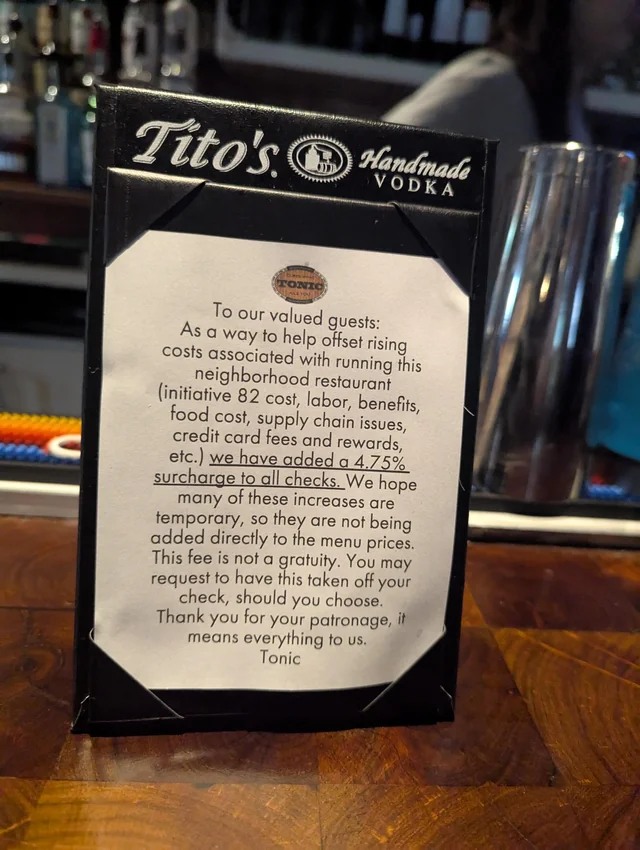 Tito's. Handmade
VODKA
TONIC
To our valued guests:
As a way to help offset rising
costs associated with running this
neighborhood restaurant
(initiative 82 cost, labor, benefits,
food cost, supply chain issues,
credit card fees and rewards,
etc.) we have added a 4.75%
surcharge to all checks. We hope
many of these increases are
temporary, so they are not being
added directly to the menu prices.
This fee is not a gratuity. You may
request to have this taken off your
check, should you choose.
Thank you for your patronage, it
means everything to us.
Tonic